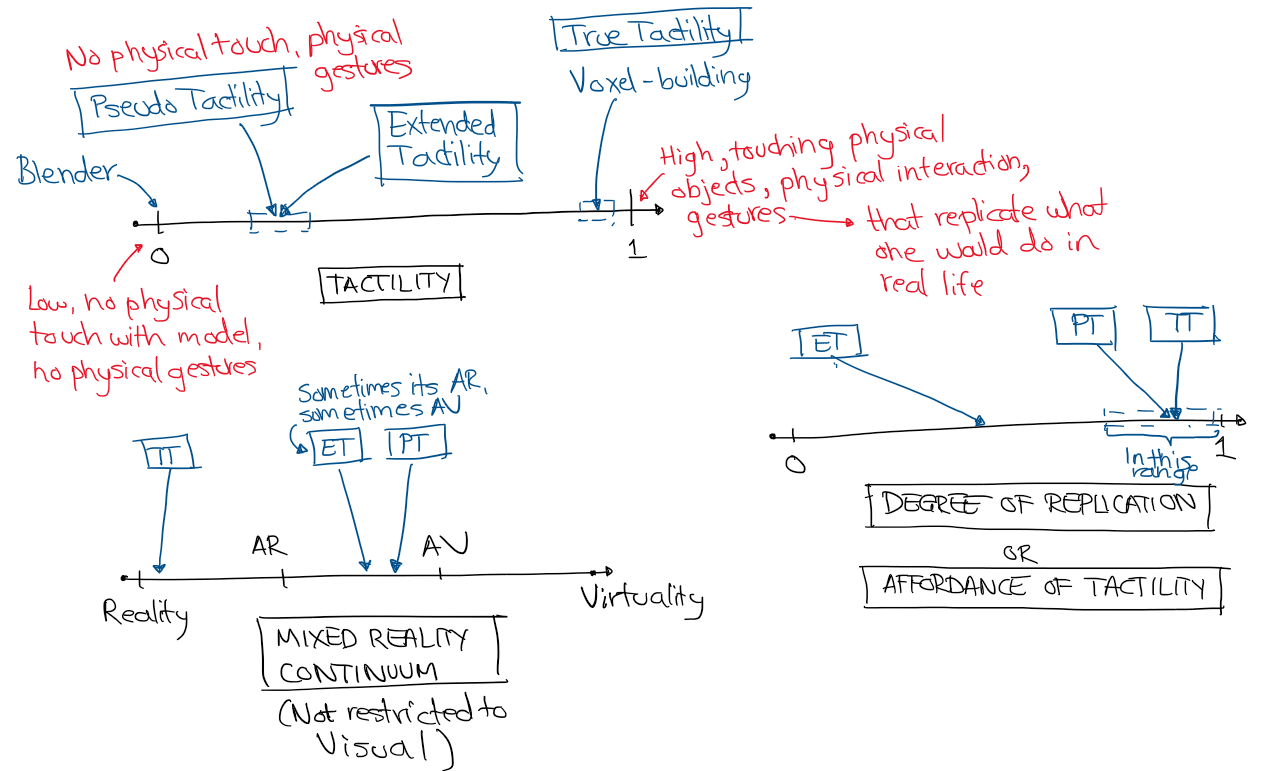 No physical touch, physical
gestures
Pseudo Tactility
True Tactility
Voxel-building
Extended
Tactility
Blender
0
1
TACTILITY
Low, no physical
touch with model,
no physical gestures
High, touching physical
objects, physical interaction,
gestures
that replicate what
one would do in
real life
Sometimes its AR,
sometimes AV
TT
ET
PT
AR
AV
Reality
Virtuality
MIXED REALITY
CONTINUUM
(Not restricted to
Visual)
ET
PT
TT
0
1
In this
range
DEGREE OF REPLICATION
OR
AFFORDANCE OF TACTILITY